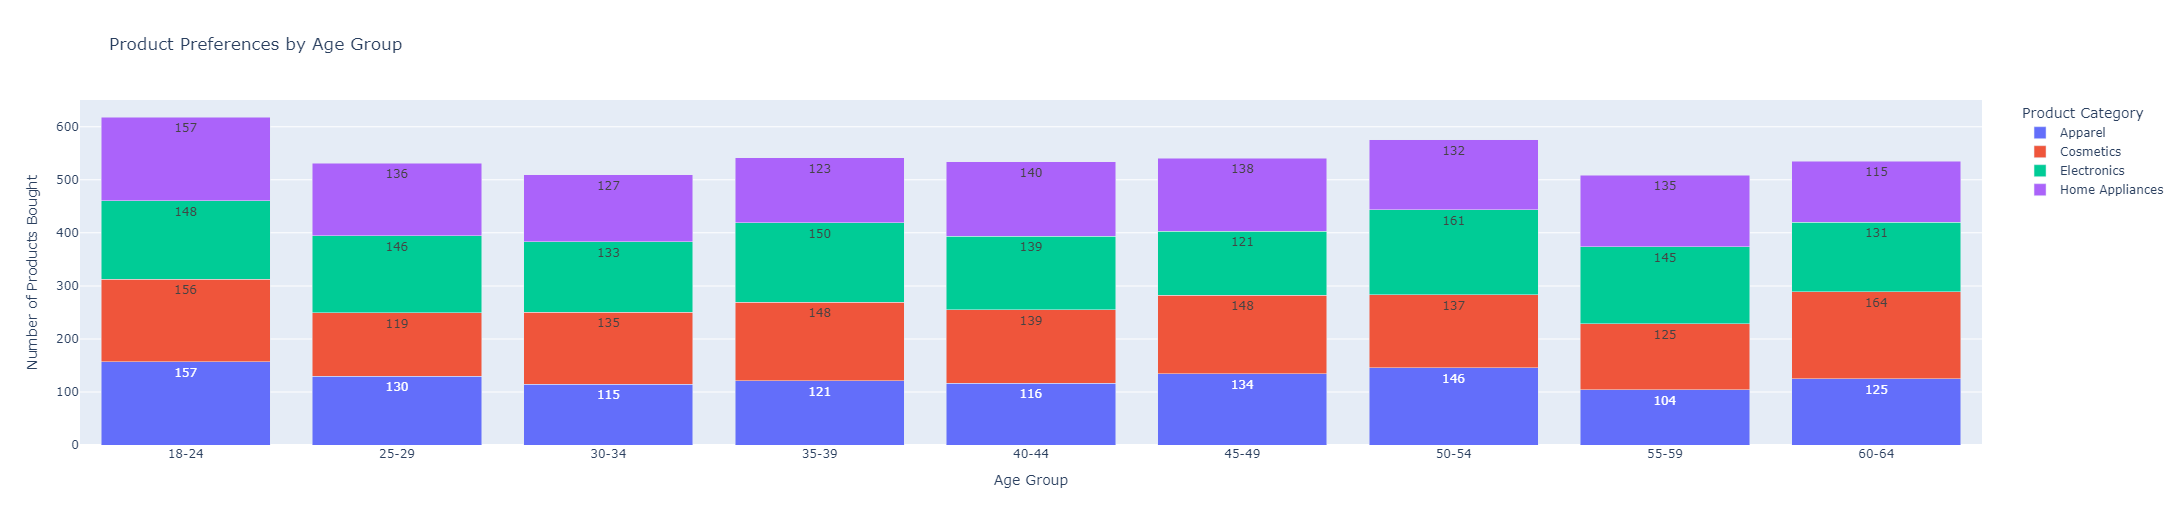 Product Preferences by Age Group
Number of Products Bought
600
500
400
300
200
100
0
157 136 127 123 140 138 132 135 115
148 146 133 150 139 121 161 145 131
156 119 135 148 139 148 137 125 164
157 130 115 121 116 134 146 104 125
18-24 25-29 30-34 35-39 40-44 45-49 50-54 55-59 60-64
Age Group
Product Category
Apparel
Cosmetics
Electronics
Home Appliances